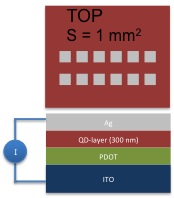 TOP
S = 1 mm²
Ag
QD-layer (300 nm)
I
PDOT
ITO